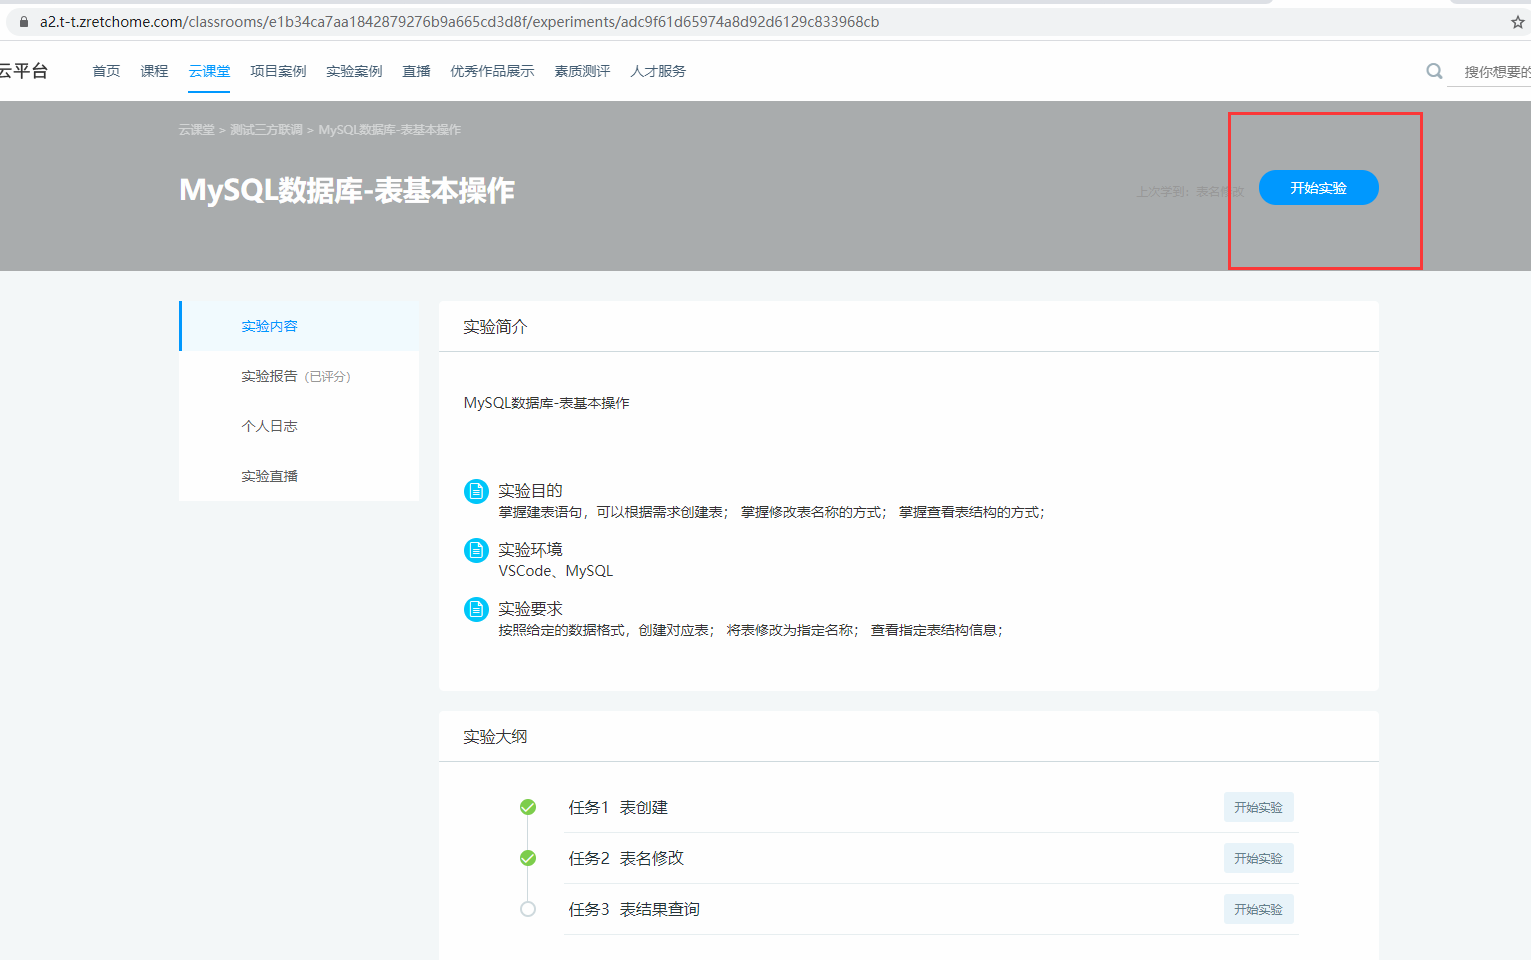 a2.t-t.zretchome.com/classrooms/e1b34ca7aa1842879276b9a665cd3d8f/experiments/adc9f61d65974a8d92d6129c833968cb
云平台 首页 课程 云课堂 项目案例 实验案例 直播 优秀作品展示 素质测评 人才服务 搜你想要的
云课堂 > 测试三方联调 > MySQL数据库-表基本操作
MySQL数据库-表基本操作
上次学到：表名修改 开始实验
实验内容
实验报告 (已评分)
个人日志
实验直播
实验简介
MySQL数据库-表基本操作
实验目的
掌握建表语句，可以根据需求创建表； 掌握修改表名称的方式； 掌握查看表结构的方式；
实验环境
VSCode、MySQL
实验要求
按照给定的数据格式，创建对应表； 将表修改为指定名称； 查看指定表结构信息；
实验大纲
任务1 表创建 开始实验
任务2 表名修改 开始实验
任务3 表结果查询 开始实验